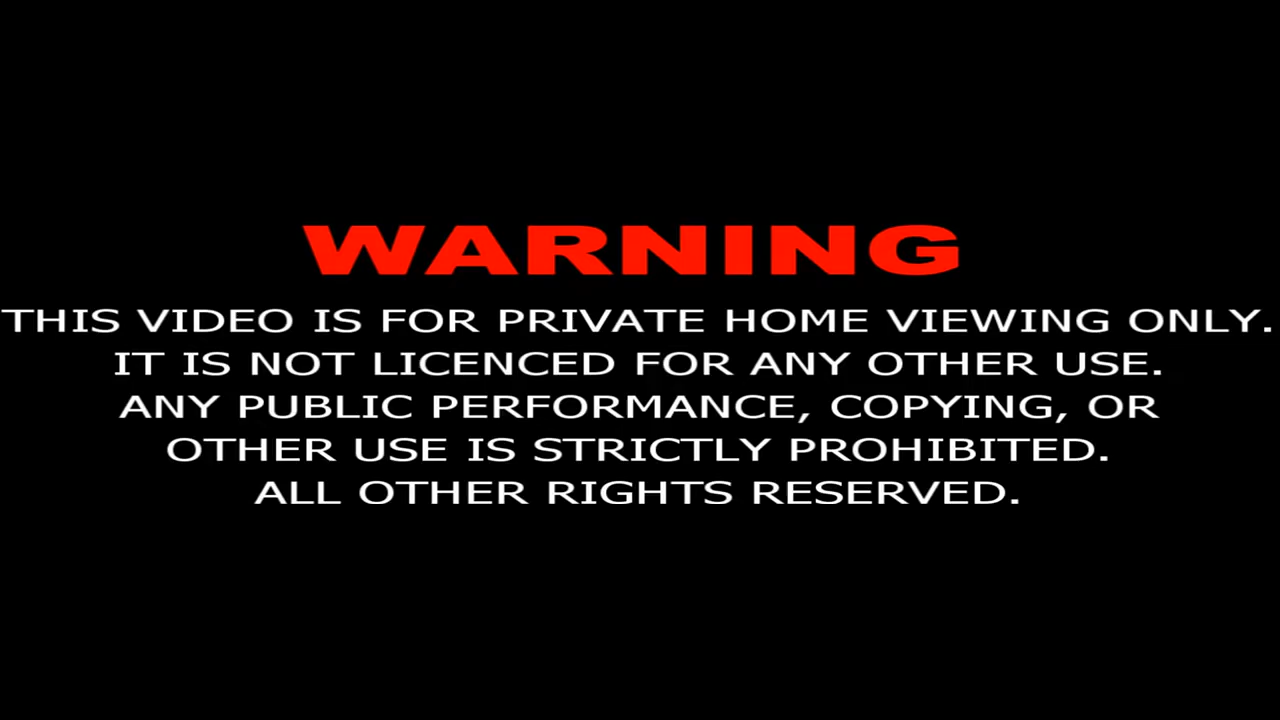 WARNING
THIS VIDEO IS FOR PRIVATE HOME VIEWING ONLY.
IT IS NOT LICENCED FOR ANY OTHER USE.
ANY PUBLIC PERFORMANCE, COPYING, OR
OTHER USE IS STRICTLY PROHIBITED.
ALL OTHER RIGHTS RESERVED.